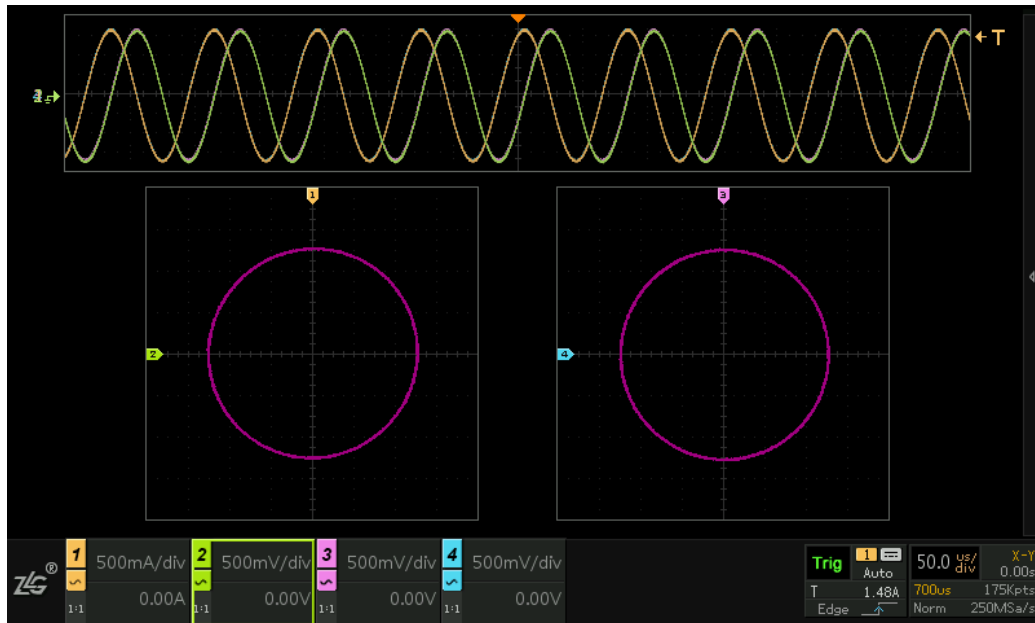 T
1
3
2
4
ZLG®
1 500mA/div 0.00A 1:1
2 500mV/div 0.00V 1:1
3 500mV/div 0.00V 1:1
4 500mV/div 0.00V 1:1
Trig 1 Auto
T 1.48A
Edge
50.0 us/div X-Y 0.00s
700us 175Kpts
Norm 250MSa/s